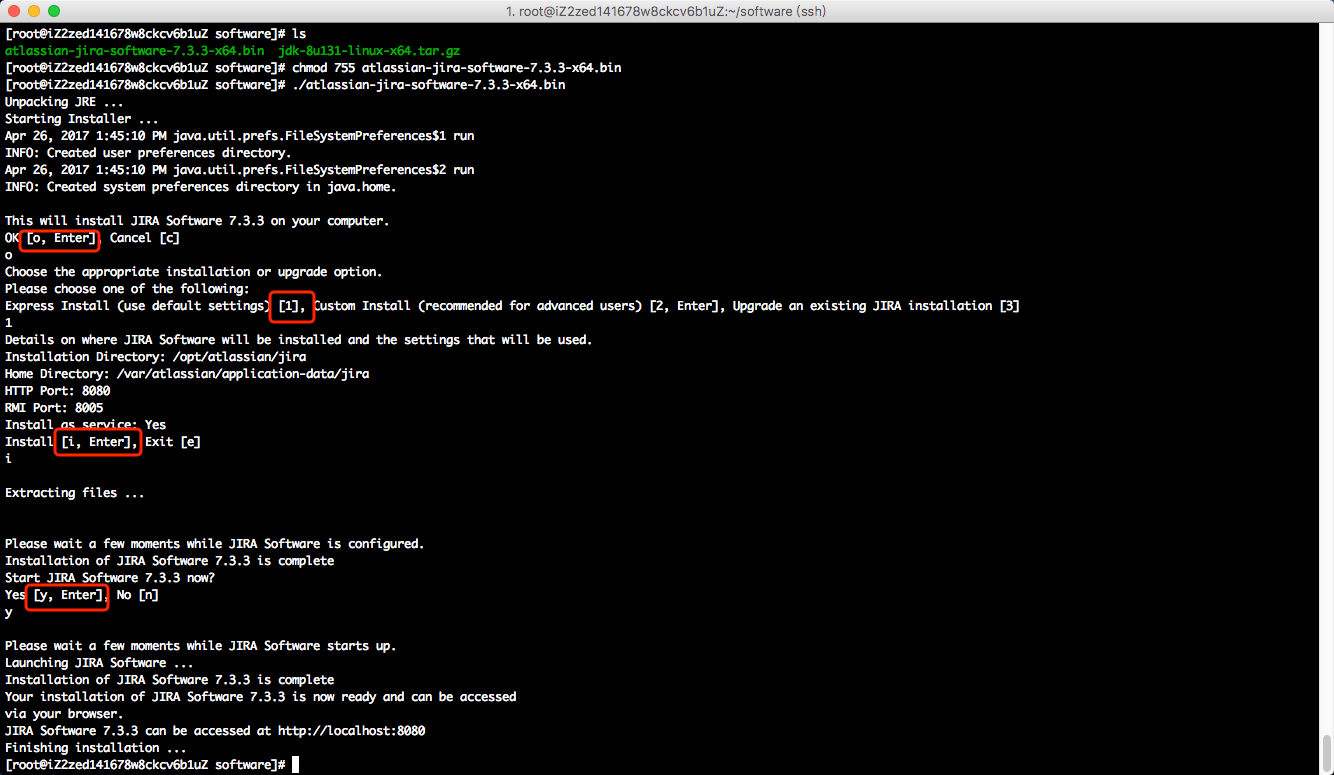 1. root@iZ2zed141678w8ckcv6b1uZ:~/software (ssh)
[root@iZ2zed141678w8ckcv6b1uZ software]# ls
atlassian-jira-software-7.3.3-x64.bin  jdk-8u131-linux-x64.tar.gz
[root@iZ2zed141678w8ckcv6b1uZ software]# chmod 755 atlassian-jira-software-7.3.3-x64.bin
[root@iZ2zed141678w8ckcv6b1uZ software]# ./atlassian-jira-software-7.3.3-x64.bin
Unpacking JRE ...
Starting Installer ...
Apr 26, 2017 1:45:10 PM java.util.prefs.FileSystemPreferences$1 run
INFO: Created user preferences directory.
Apr 26, 2017 1:45:10 PM java.util.prefs.FileSystemPreferences$2 run
INFO: Created system preferences directory in java.home.
This will install JIRA Software 7.3.3 on your computer.
OK [o, Enter], Cancel [c]
o
Choose the appropriate installation or upgrade option.
Please choose one of the following:
Express Install (use default settings) [1], Custom Install (recommended for advanced users) [2, Enter], Upgrade an existing JIRA installation [3]
1
Details on where JIRA Software will be installed and the settings that will be used.
Installation Directory: /opt/atlassian/jira
Home Directory: /var/atlassian/application-data/jira
HTTP Port: 8080
RMI Port: 8005
Install as service: Yes
Install [i, Enter], Exit [e]
i
Extracting files ...
Please wait a few moments while JIRA Software is configured.
Installation of JIRA Software 7.3.3 is complete
Start JIRA Software 7.3.3 now?
Yes [y, Enter], No [n]
y
Please wait a few moments while JIRA Software starts up.
Launching JIRA Software ...
Installation of JIRA Software 7.3.3 is complete
Your installation of JIRA Software 7.3.3 is now ready and can be accessed
via your browser.
JIRA Software 7.3.3 can be accessed at http://localhost:8080
Finishing installation ...
[root@iZ2zed141678w8ckcv6b1uZ software]#